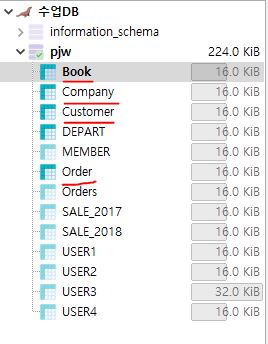 수업DB
information_schema
pjw 224.0 KiB
Book 16.0 KiB
Company 16.0 KiB
Customer 16.0 KiB
DEPART 16.0 KiB
MEMBER 16.0 KiB
Order 16.0 KiB
Orders 16.0 KiB
SALE_2017 16.0 KiB
SALE_2018 16.0 KiB
USER1 16.0 KiB
USER2 16.0 KiB
USER3 32.0 KiB
USER4 16.0 KiB